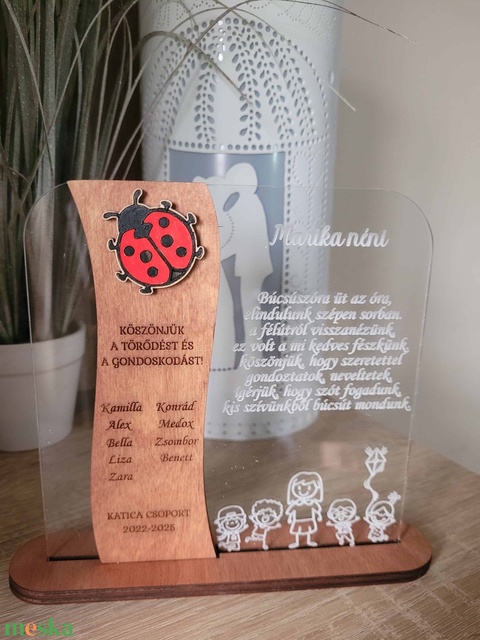 KÖSZÖNJÜK
A TÖRŐDÉST ÉS
A GONDOSKODÁST!
Kamilla Konrád
Alex Medox
Bella Zsombor
Liza Benett
Zara
KATICA CSOPORT
2022-2025
Marika néni
Búcsúszóra üt az óra,
elindulunk szépen sorban.
a félútról visszanézünk,
ez volt a mi kedves fészkünk.
köszönjük, hogy szeretettel
gondoztatok, neveltetek,
ígérjük, hogy szót fogadunk,
kis szívünkből búcsút mondunk.
meska